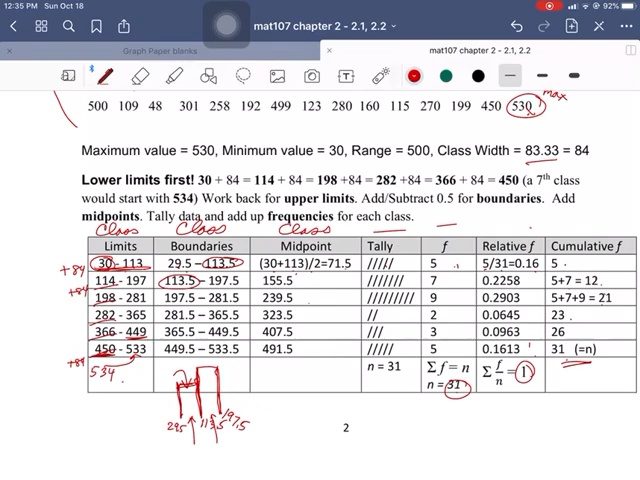 12:35 PM Sun Oct 18
92%
mat107 chapter 2 - 2.1, 2.2
Graph Paper blanks
mat107 chapter 2 - 2.1, 2.2
500 109 48 301 258 192 499 123 280 160 115 270 199 450 530 max
Maximum value = 530, Minimum value = 30, Range = 500, Class Width = 83.33 = 84
Lower limits first! 30 + 84 = 114 + 84 = 198 +84 = 282 +84 = 366 + 84 = 450 (a 7th class
would start with 534) Work back for upper limits. Add/Subtract 0.5 for boundaries. Add
midpoints. Tally data and add up frequencies for each class.
Class Class Class
Limits Boundaries Midpoint Tally f Relative f Cumulative f
30 - 113 29.5 – 113.5 (30+113)/2=71.5 ///// 5 5/31=0.16 5
+84
114 - 197 113.5 – 197.5 155.5 /////// 7 0.2258 5+7 = 12
+84
198 - 281 197.5 – 281.5 239.5 ///////// 9 0.2903 5+7+9 = 21
282 - 365 281.5 – 365.5 323.5 // 2 0.0645 23
366 - 449 365.5 – 449.5 407.5 /// 3 0.0963 26
450 - 533 449.5 – 533.5 491.5 ///// 5 0.1613 31 (=n)
+84
534 n = 31 Σ f = n Σ f/n = 1
n = 31
29.5 113.5 197.5
2